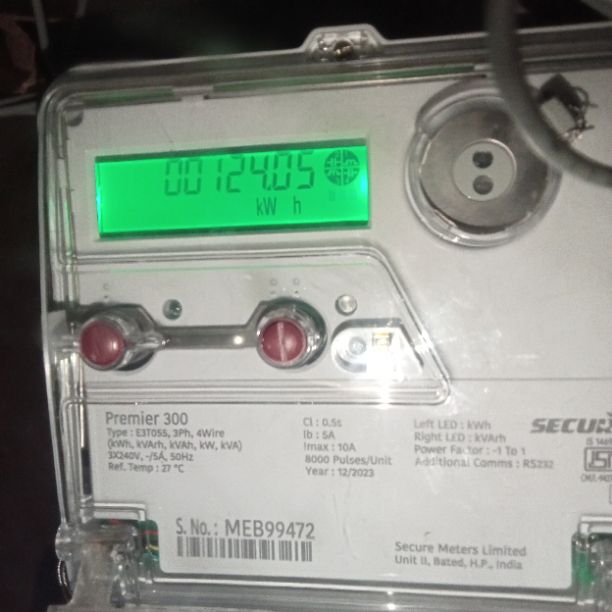 00124.05
kW h
Premier 300
Type : E3T055, 3Ph, 4Wire
(kWh, kVArh, kVAh, kW, kVA)
3X240V, -/5A, 50Hz
Ref. Temp : 27 °C
Cl : 0.5s
Ib : 5A
Imax : 10A
8000 Pulses/Unit
Year : 12/2023
Left LED : kWh
Right LED : kVArh
Power Factor : -1 To 1
Additional Comms : RS232
S. No. : MEB99472
Secure Meters Limited
Unit II, Bated, H.P., India